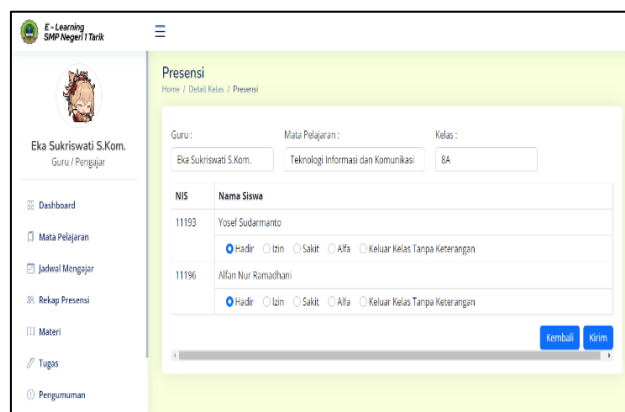 E - Learning
SMP Negeri 1 Tarik
Eka Sukriswati S.Kom.
Guru / Pengajar
Dashboard
Mata Pelajaran
Jadwal Mengajar
Rekap Presensi
Materi
Tugas
Pengumuman
Presensi
Home / Detail Kelas / Presensi
Guru : Mata Pelajaran : Kelas :
Eka Sukriswati S.Kom. Teknologi Informasi dan Komunikasi 8A
NIS Nama Siswa
11193 Yosef Sudarmanto
Hadir Izin Sakit Alfa Keluar Kelas Tanpa Keterangan
11196 Alfan Nur Ramadhani
Hadir Izin Sakit Alfa Keluar Kelas Tanpa Keterangan
Kembali Kirim